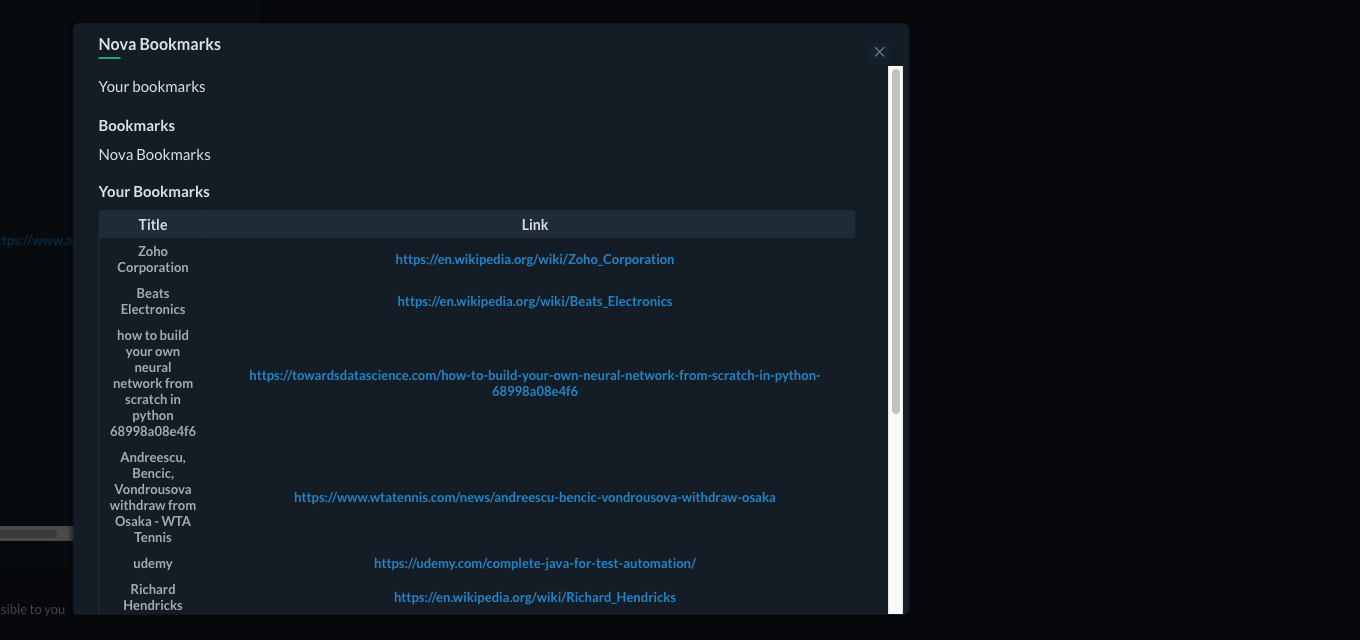 Nova Bookmarks
Your bookmarks
Bookmarks
Nova Bookmarks
Your Bookmarks
Title Link
Zoho
Corporation
https://en.wikipedia.org/wiki/Zoho_Corporation
Beats
Electronics
https://en.wikipedia.org/wiki/Beats_Electronics
how to build
your own
neural
network from
scratch in
python
68998a08e4f6
https://towardsdatascience.com/how-to-build-your-own-neural-network-from-scratch-in-python-
68998a08e4f6
Andreescu,
Bencic,
Vondrousova
withdraw from
Osaka - WTA
Tennis
https://www.wtatennis.com/news/andreescu-bencic-vondrousova-withdraw-osaka
udemy https://udemy.com/complete-java-for-test-automation/
Richard
Hendricks
https://en.wikipedia.org/wiki/Richard_Hendricks
ttps://www.a
sible to you